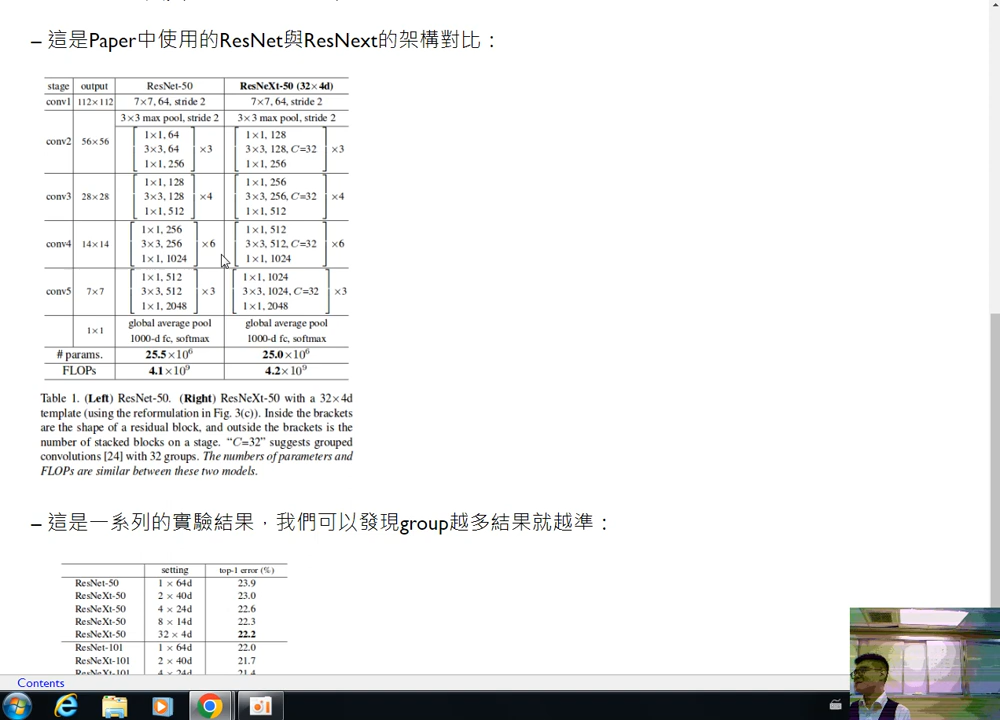 – 這是Paper中使用的ResNet與ResNext的架構對比：
stage output ResNet-50 ResNeXt-50 (32×4d)
conv1 112×112 7×7, 64, stride 2 7×7, 64, stride 2
3×3 max pool, stride 2 3×3 max pool, stride 2
1×1, 64 1×1, 128
conv2 56×56 3×3, 64 ×3 3×3, 128, C=32 ×3
1×1, 256 1×1, 256
1×1, 128 1×1, 256
conv3 28×28 3×3, 128 ×4 3×3, 256, C=32 ×4
1×1, 512 1×1, 512
1×1, 256 1×1, 512
conv4 14×14 3×3, 256 ×6 3×3, 512, C=32 ×6
1×1, 1024 1×1, 1024
1×1, 512 1×1, 1024
conv5 7×7 3×3, 512 ×3 3×3, 1024, C=32 ×3
1×1, 2048 1×1, 2048
global average pool global average pool
1×1
1000-d fc, softmax 1000-d fc, softmax
# params. 25.5×10⁶ 25.0×10⁶
FLOPs 4.1×10⁹ 4.2×10⁹
Table 1. (Left) ResNet-50. (Right) ResNeXt-50 with a 32×4d
template (using the reformulation in Fig. 3(c)). Inside the brackets
are the shape of a residual block, and outside the brackets is the
number of stacked blocks on a stage. “C=32” suggests grouped
convolutions [24] with 32 groups. The numbers of parameters and
FLOPs are similar between these two models.
– 這是一系列的實驗結果，我們可以發現group越多結果就越準：
setting top-1 error (%)
ResNet-50 1 × 64d 23.9
ResNeXt-50 2 × 40d 23.0
ResNeXt-50 4 × 24d 22.6
ResNeXt-50 8 × 14d 22.3
ResNeXt-50 32 × 4d 22.2
ResNet-101 1 × 64d 22.0
ResNeXt-101 2 × 40d 21.7
ResNeXt-101 4 × 24d 21.4
Contents